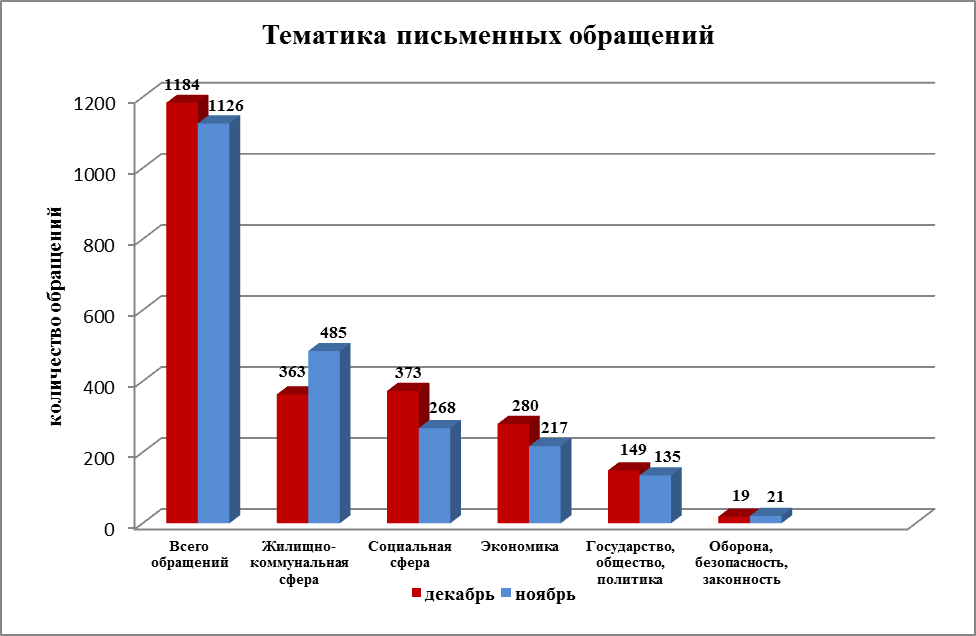 Тематика письменных обращений
количество обращений
1200
1000
800
600
400
200
0
1184
1126
363
485
373
268
280
217
149
135
19
21
Всего
обращений
Жилищно-
коммунальная
сфера
Социальная
сфера
Экономика
Государство,
общество,
политика
Оборона,
безопасность,
законность
декабрь
ноябрь